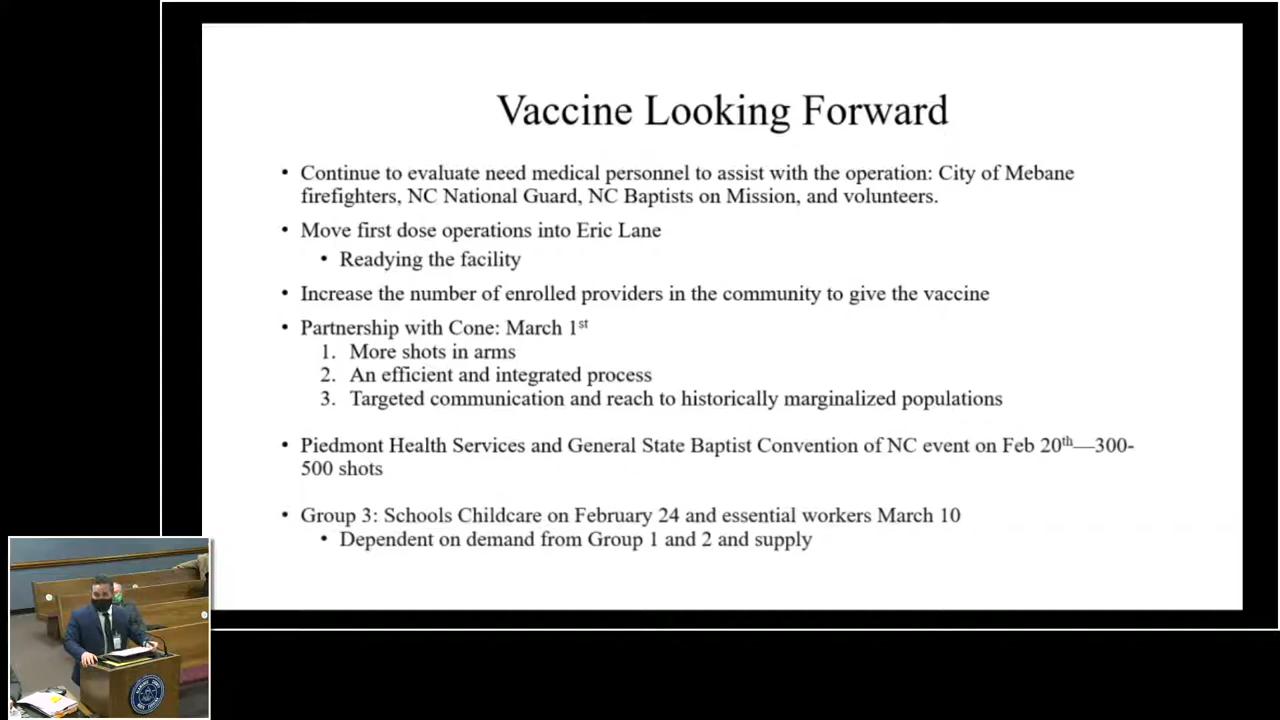 Vaccine Looking Forward
• Continue to evaluate need medical personnel to assist with the operation: City of Mebane
firefighters, NC National Guard, NC Baptists on Mission, and volunteers.
• Move first dose operations into Eric Lane
• Readying the facility
• Increase the number of enrolled providers in the community to give the vaccine
• Partnership with Cone: March 1st
1. More shots in arms
2. An efficient and integrated process
3. Targeted communication and reach to historically marginalized populations
• Piedmont Health Services and General State Baptist Convention of NC event on Feb 20th—300-
500 shots
• Group 3: Schools Childcare on February 24 and essential workers March 10
• Dependent on demand from Group 1 and 2 and supply